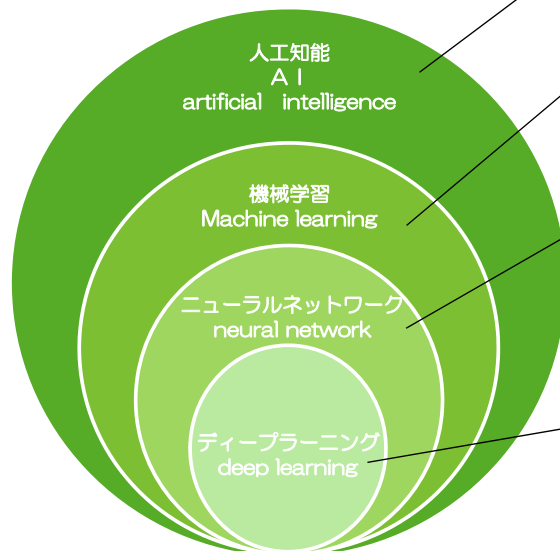 人工知能
AI
artificial intelligence
機械学習
Machine learning
ニューラルネットワーク
neural network
ディープラーニング
deep learning